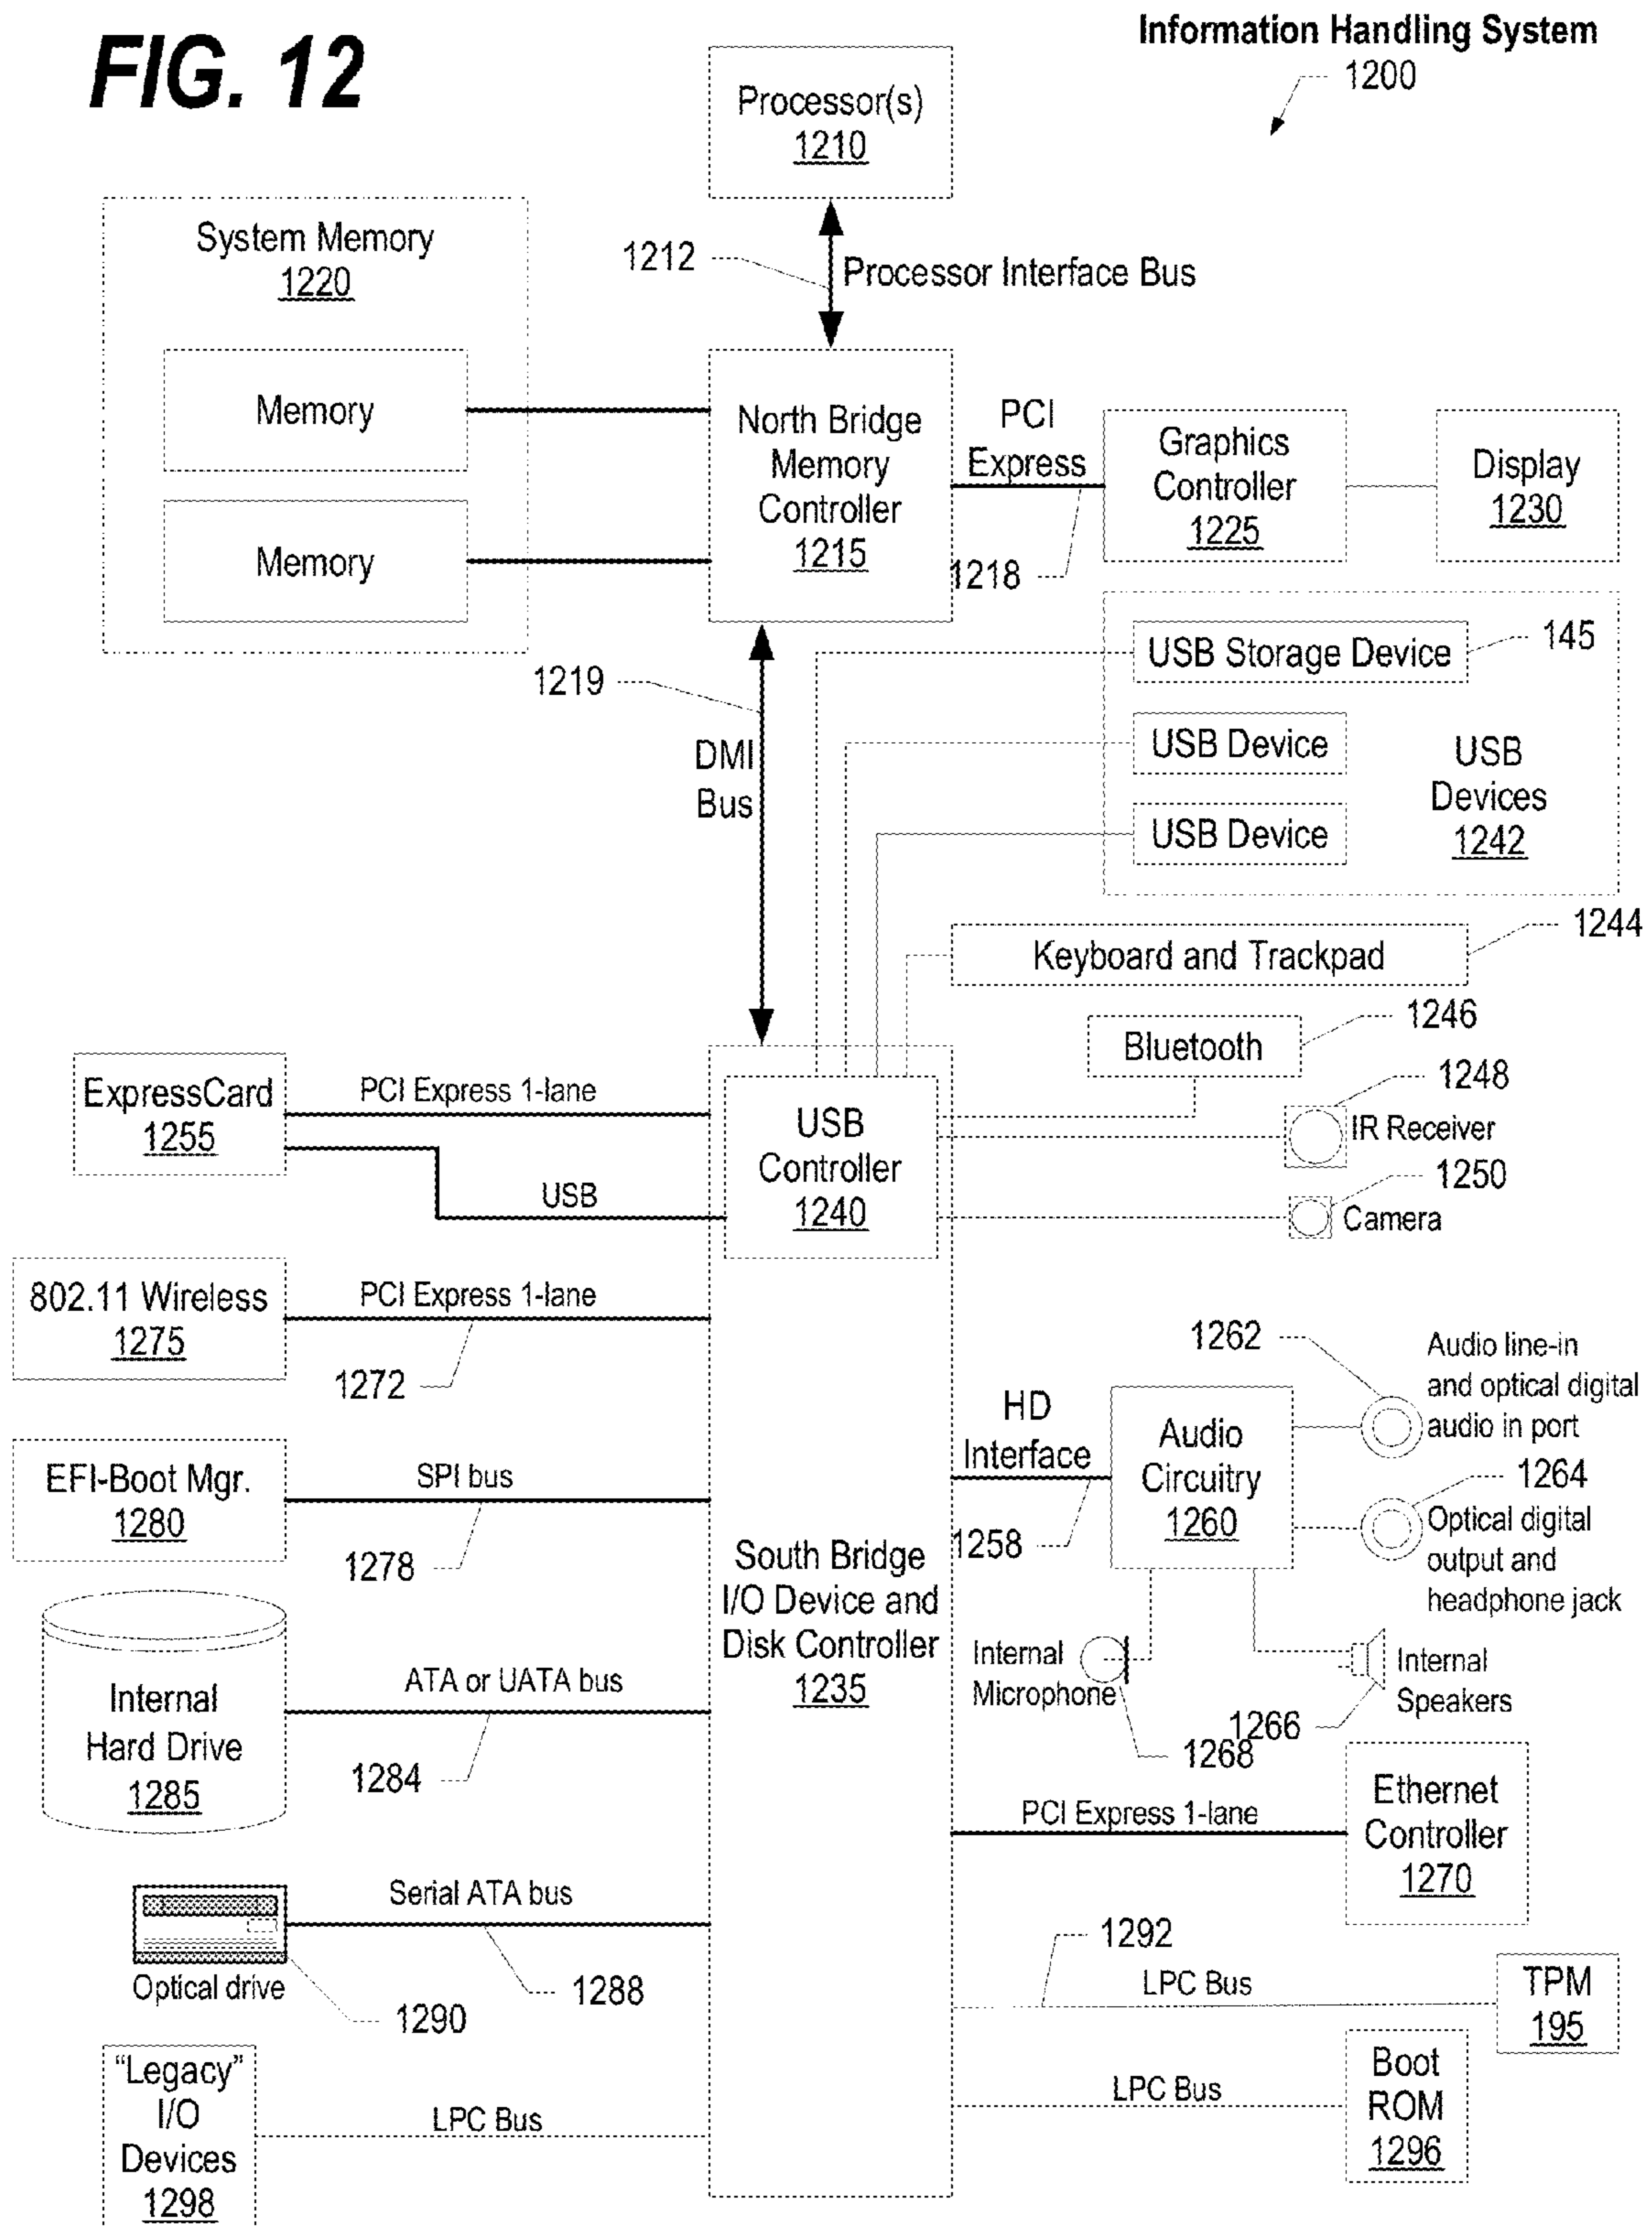 FIG. 12
Information Handling System
1200
Processor(s)
1210
System Memory
1220
1212
Processor Interface Bus
Memory
Memory
North Bridge
Memory
Controller
1215
PCI
Express
1218
Graphics
Controller
1225
Display
1230
1219
DMI
Bus
USB Storage Device
145
USB Device
USB Device
USB
Devices
1242
1244
Keyboard and Trackpad
1246
Bluetooth
1248
IR Receiver
1250
Camera
ExpressCard
1255
PCI Express 1-lane
USB
USB
Controller
1240
802.11 Wireless
1275
PCI Express 1-lane
1272
EFI-Boot Mgr.
1280
SPI bus
1278
1262
Audio line-in
and optical digital
audio in port
HD
Interface
1258
Audio
Circuitry
1260
1264
Optical digital
output and
headphone jack
South Bridge
I/O Device and
Disk Controller
1235
Internal
Microphone
1268
Internal
Speakers
1266
Internal
Hard Drive
1285
ATA or UATA bus
1284
PCI Express 1-lane
Ethernet
Controller
1270
Serial ATA bus
1288
Optical drive
1290
1292
LPC Bus
TPM
195
"Legacy"
I/O
Devices
1298
LPC Bus
LPC Bus
Boot
ROM
1296